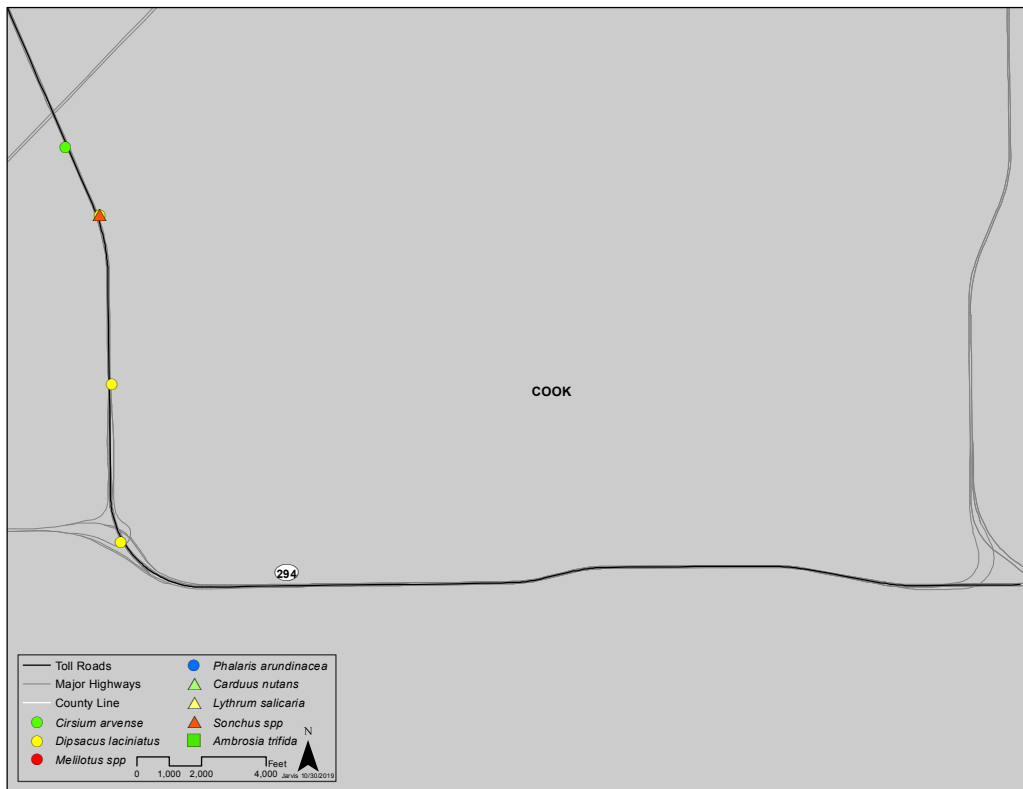 COOK
294
Toll Roads
Major Highways
County Line
Cirsium arvense
Dipsacus laciniatus
Melilotus spp
Phalaris arundinacea
Carduus nutans
Lythrum salicaria
Sonchus spp
Ambrosia trifida
N
Feet
0 1,000 2,000 4,000
Jarvis 10/30/2019